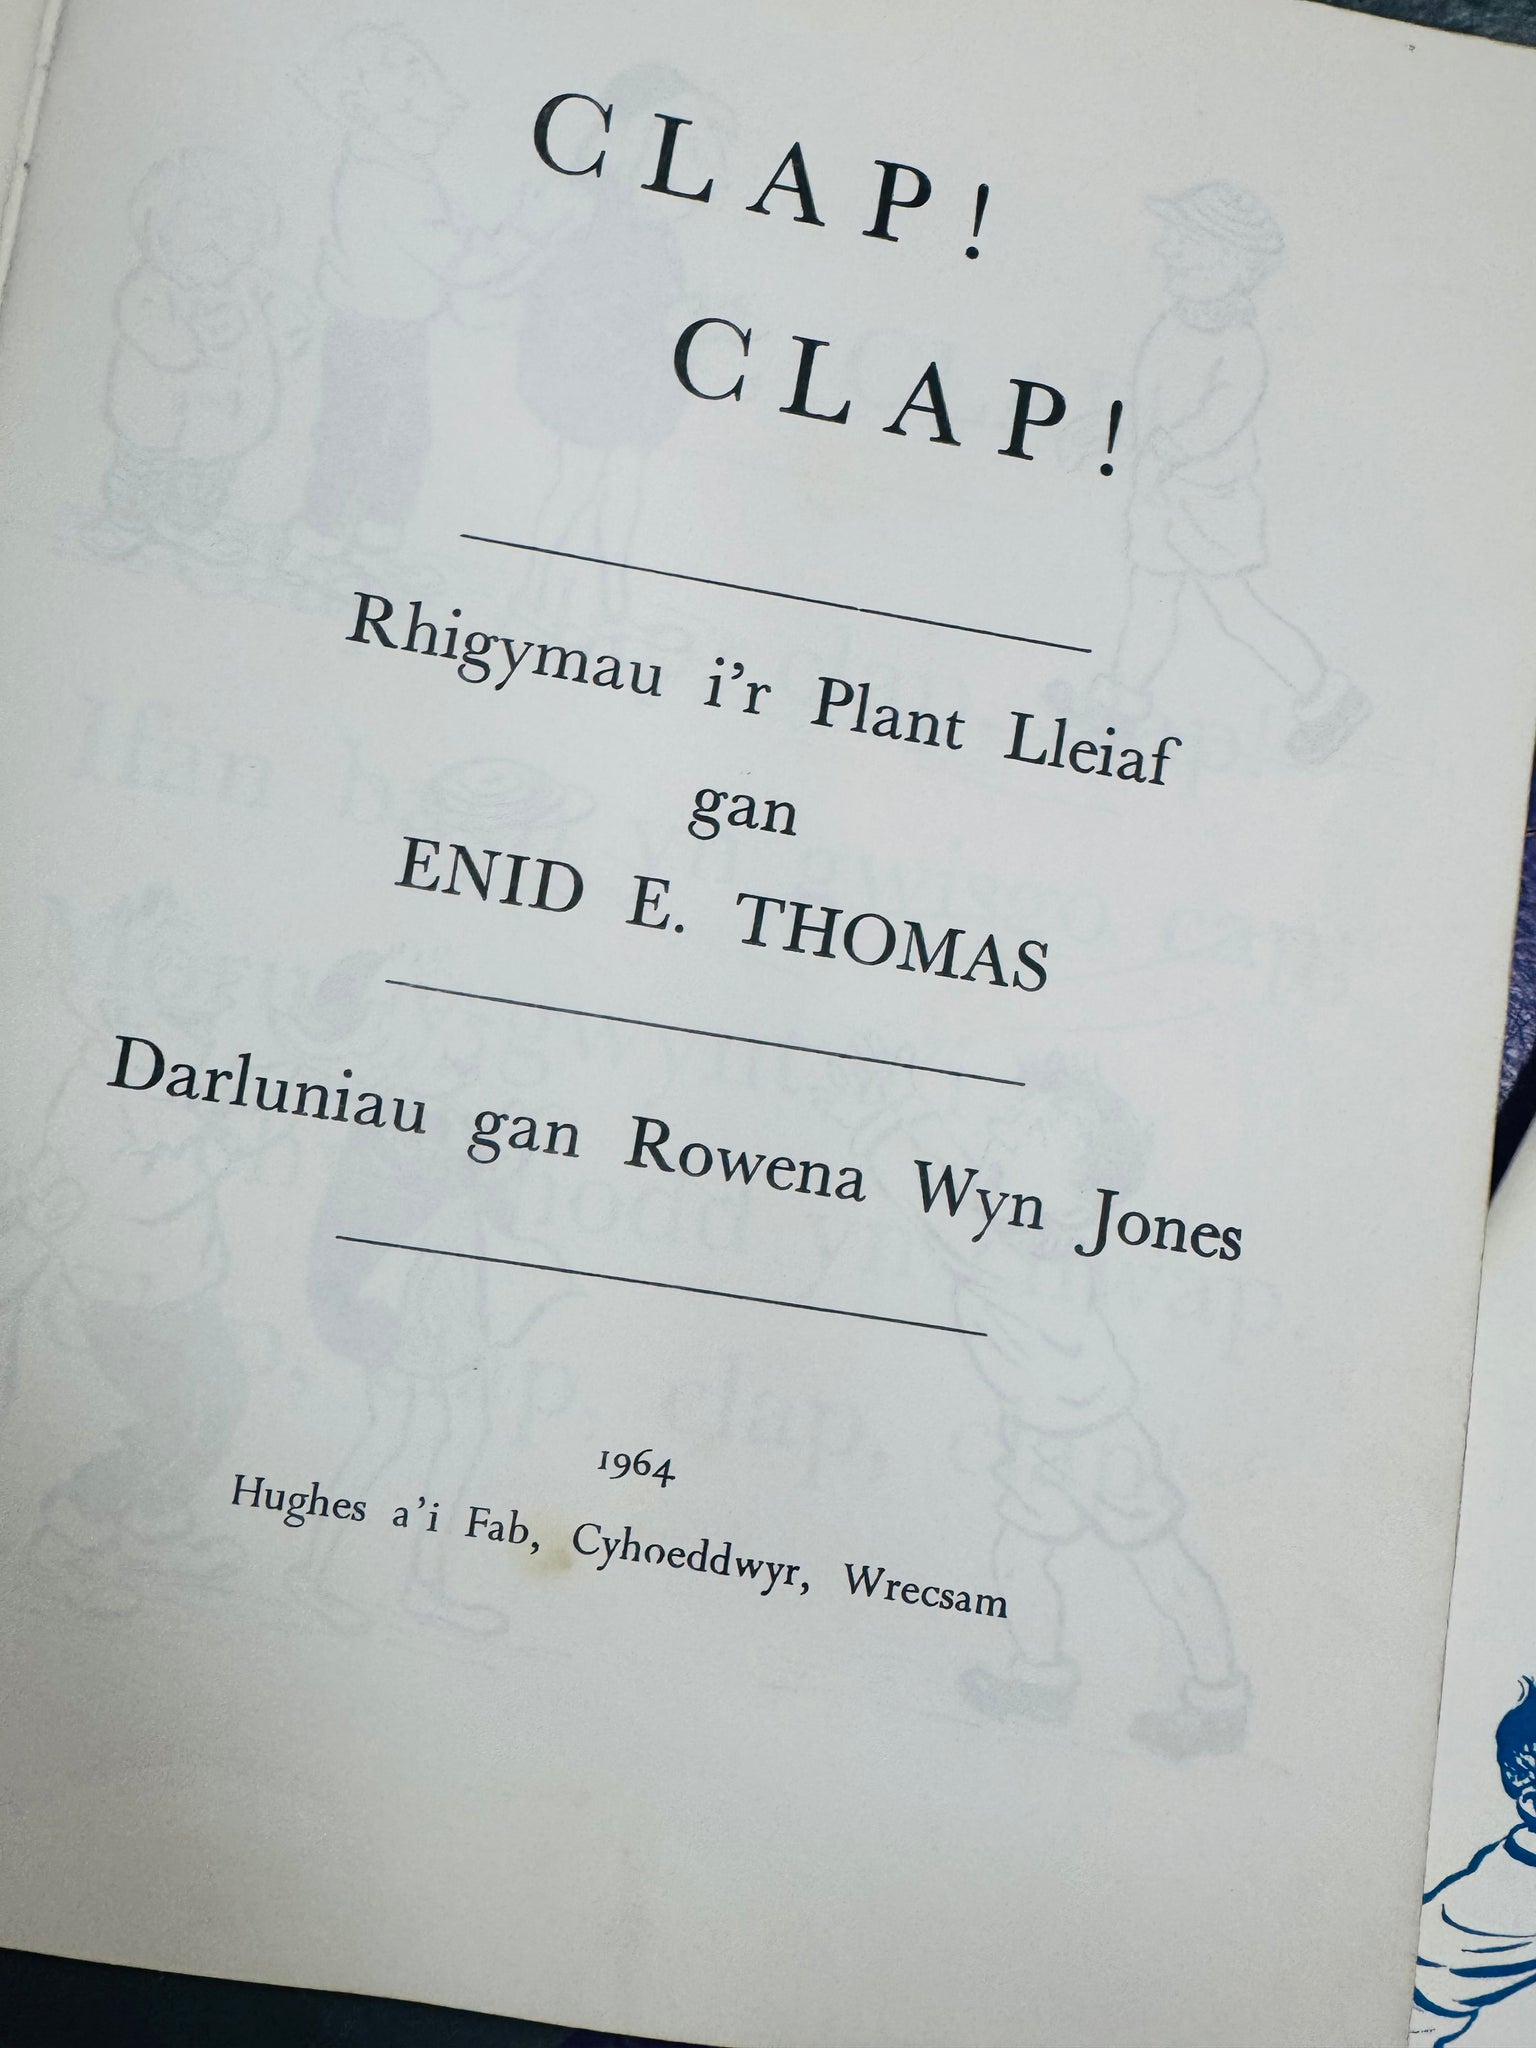 CLAP!
CLAP!
Rhigymau i'r Plant Lleiaf
gan
ENID E. THOMAS
Darluniau gan Rowena Wyn Jones
1964
Hughes a'i Fab, Cyhoeddwyr, Wrecsam